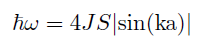 ℏω = 4JS|sin(ka)|